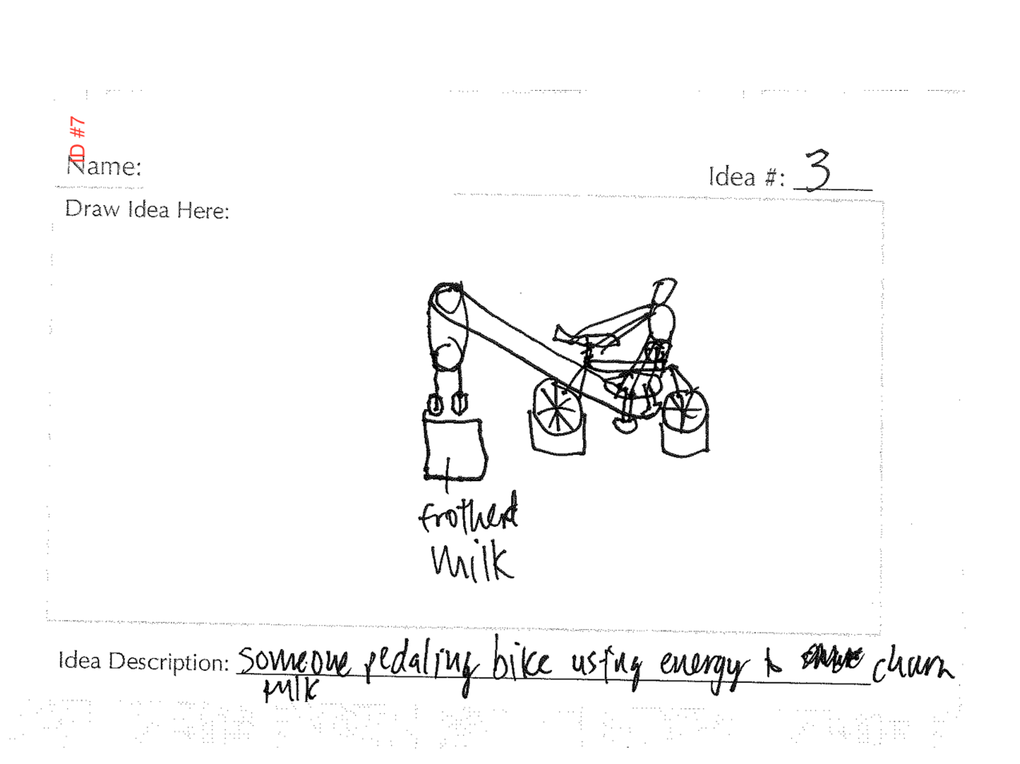 ID #7
Name:
Idea #: 3
Draw Idea Here:
frothed
milk
Idea Description: someone pedaling bike using energy to churn
milk